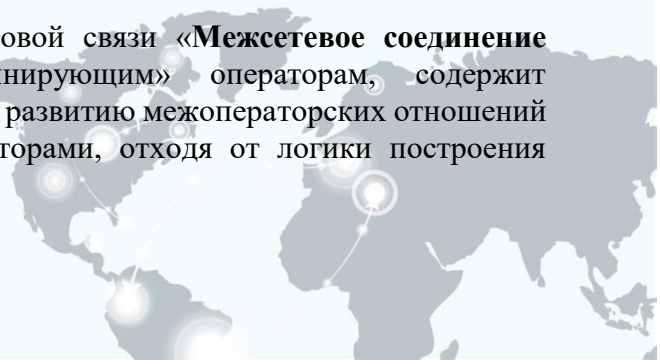 овой связи «Межсетевое соединение
нирующим» операторам, содержит
развитию межоператорских отношений
торами, отходя от логики построения